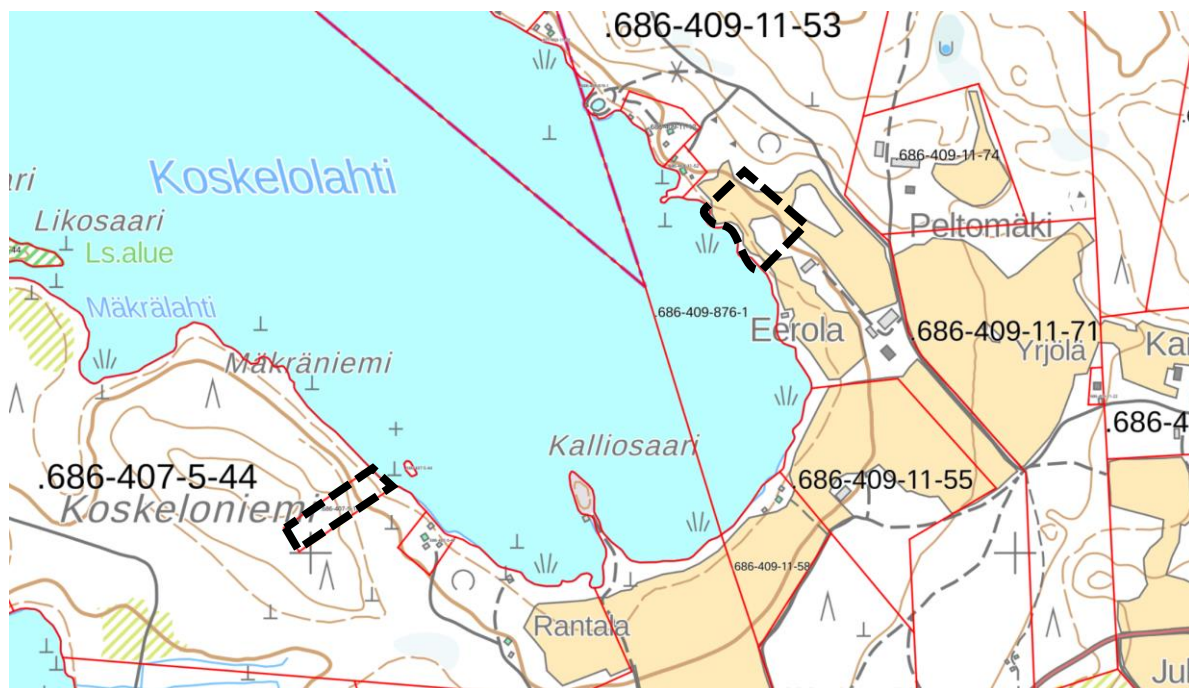 .686-409-11-53
Koskelolahti
.686-409-11-74
ri
Likosaari
Peltomäki
Ls.alue
Mäkrälahti
.686-409-876-1
Eerola
.686-409-11-71
Yrjölä
Kai
Mäkräniemi
.686-4
Kalliosaari
.686-407-5-44
.686-409-11-55
Koskeloniemi
686-409-11-58
Rantala
Jul